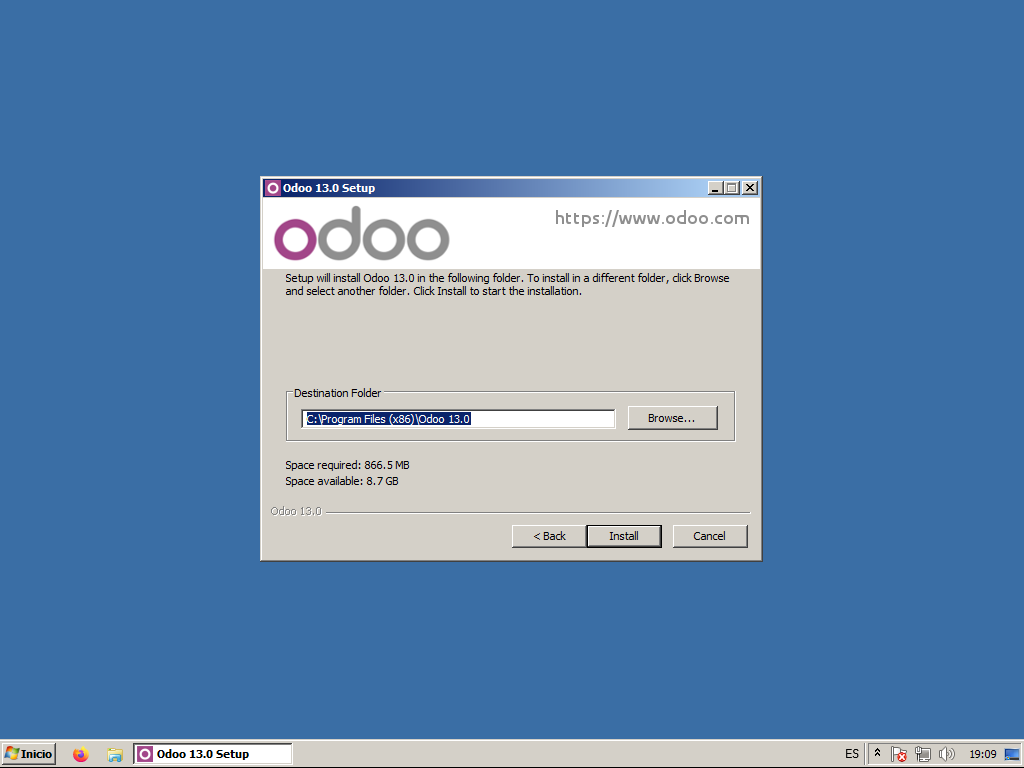 Odoo 13.0 Setup
odoo
https://www.odoo.com
Setup will install Odoo 13.0 in the following folder. To install in a different folder, click Browse
and select another folder. Click Install to start the installation.
Destination Folder
C:\Program Files (x86)\Odoo 13.0
Browse...
Space required: 866.5 MB
Space available: 8.7 GB
Odoo 13.0
< Back
Install
Cancel
Inicio
Odoo 13.0 Setup
ES
19:09